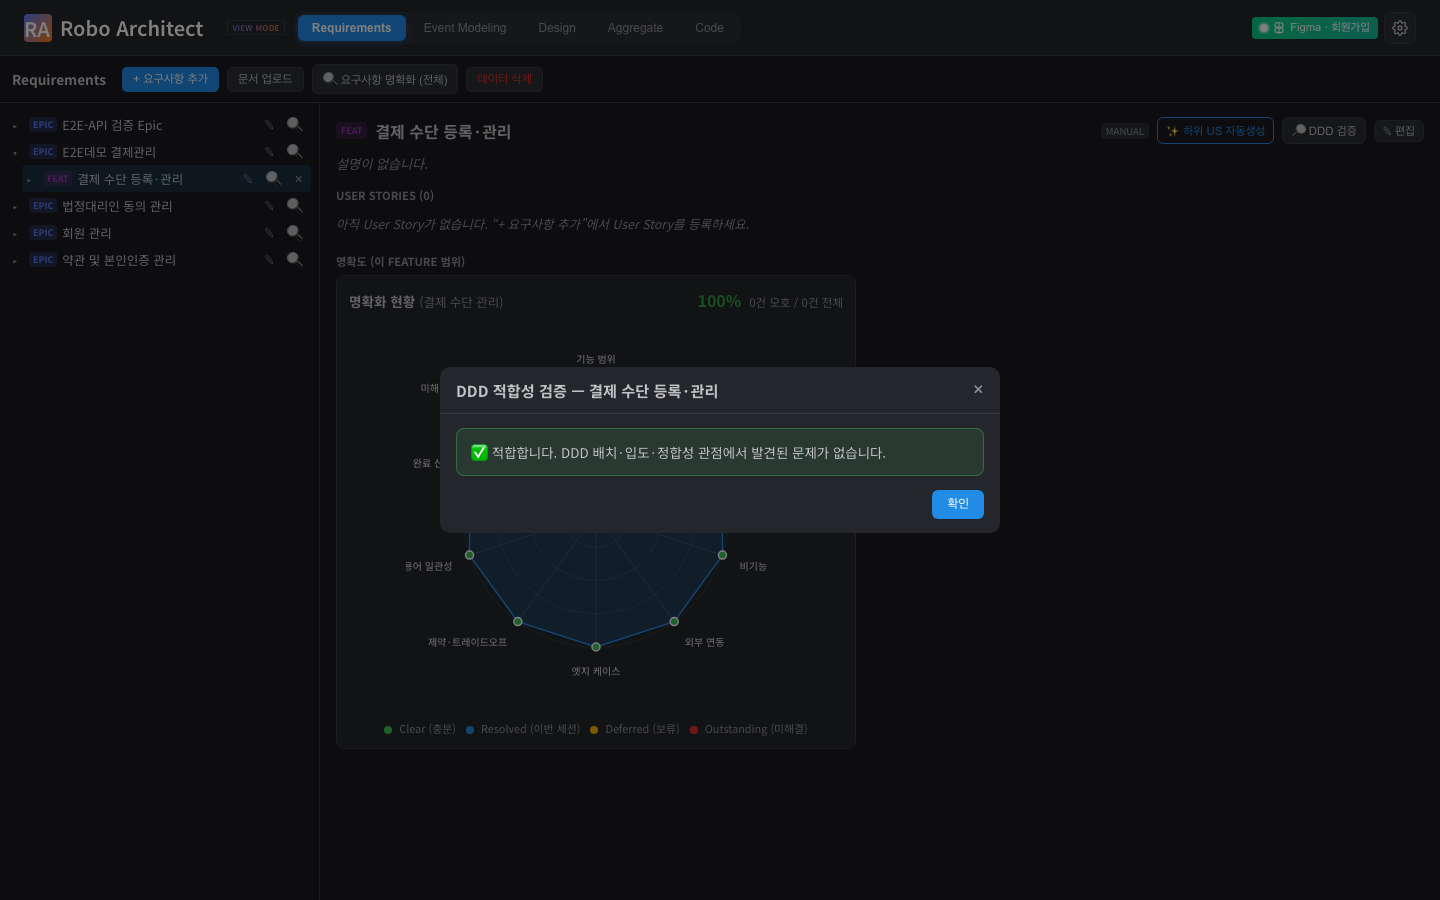 RA Robo Architect VIEW MODE Requirements Event Modeling Design Aggregate Code Figma · 회원가입
Requirements + 요구사항 추가 문서 업로드 요구사항 명확화 (전체) 데이터 삭제
EPIC E2E-API 검증 Epic
EPIC E2E데모 결제관리
FEAT 결제 수단 등록·관리 ×
EPIC 법정대리인 동의 관리
EPIC 회원 관리
EPIC 약관 및 본인인증 관리
FEAT 결제 수단 등록·관리 MANUAL ✨ 하위 US 자동생성 DDD 검증 ✎ 편집
설명이 없습니다.
USER STORIES (0)
아직 User Story가 없습니다. “+ 요구사항 추가”에서 User Story를 등록하세요.
명확도 (이 FEATURE 범위)
명확화 현황 (결제 수단 관리) 100% 0건 모호 / 0건 전체
기능 범위
미해
완료
DDD 적합성 검증 — 결제 수단 등록·관리 ×
✅ 적합합니다. DDD 배치·입도·정합성 관점에서 발견된 문제가 없습니다.
확인
용어 일관성 비기능
제약·트레이드오프 외부 연동
엣지 케이스
Clear (충분) Resolved (이번 세션) Deferred (보류) Outstanding (미해결)